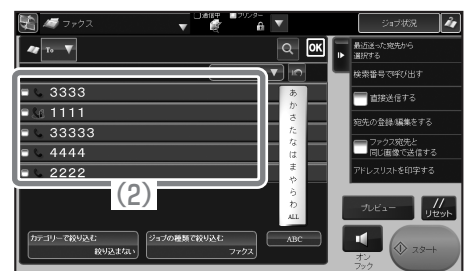 ファクス
通信中
プリンター
ジョブ状況
To
OK
最近送った宛先から
選択する
検索番号で呼び出す
直接送信する
宛先の登録/編集をする
ファクス宛先と
同じ画像で送信する
アドレスリストを印字する
3333
1111
33333
4444
2222
(2)
あ
か
さ
た
な
は
ま
や
ら
わ
ALL
カテゴリーで絞り込む
絞り込まない
ジョブの種類で絞り込む
ファクス
ABC
プレビュー
リセット
オン
フック
スタート